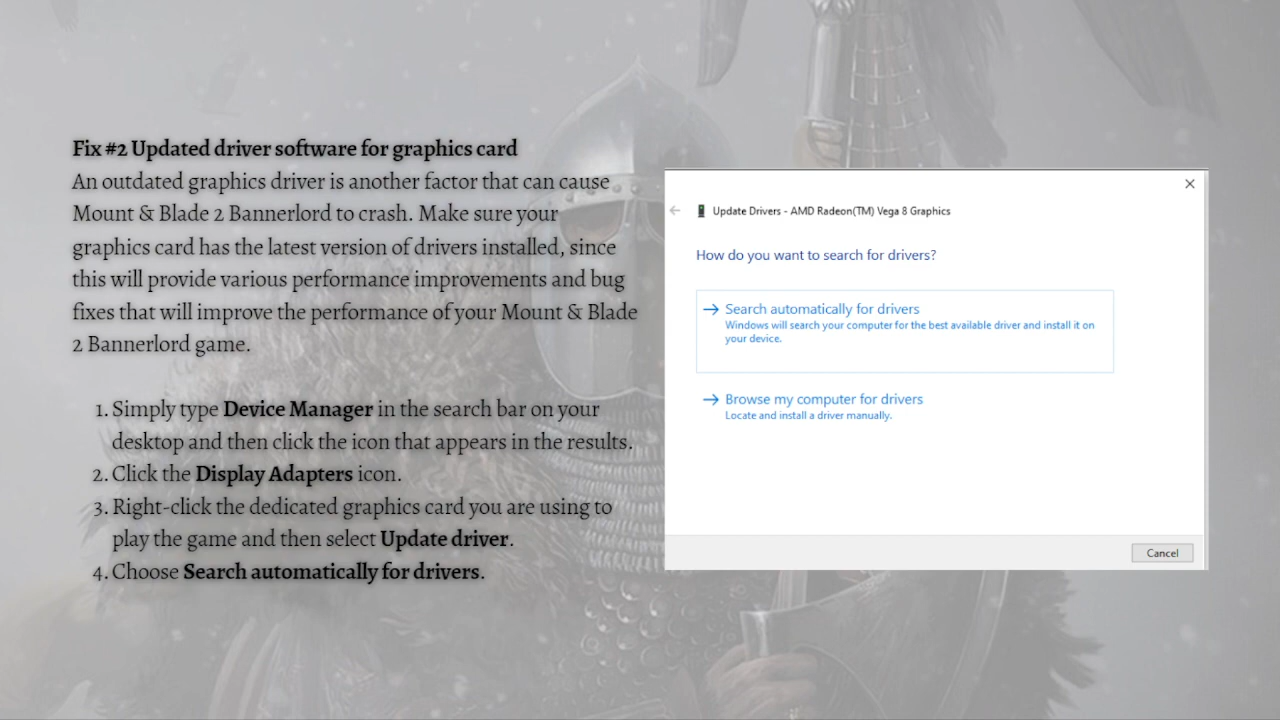 Fix #2 Updated driver software for graphics card
An outdated graphics driver is another factor that can cause
Mount & Blade 2 Bannerlord to crash. Make sure your
graphics card has the latest version of drivers installed, since
this will provide various performance improvements and bug
fixes that will improve the performance of your Mount & Blade
2 Bannerlord game.
1. Simply type Device Manager in the search bar on your
desktop and then click the icon that appears in the results.
2. Click the Display Adapters icon.
3. Right-click the dedicated graphics card you are using to
play the game and then select Update driver.
4. Choose Search automatically for drivers.
Update Drivers - AMD Radeon(TM) Vega 8 Graphics
How do you want to search for drivers?
Search automatically for drivers
Windows will search your computer for the best available driver and install it on
your device.
Browse my computer for drivers
Locate and install a driver manually.
Cancel